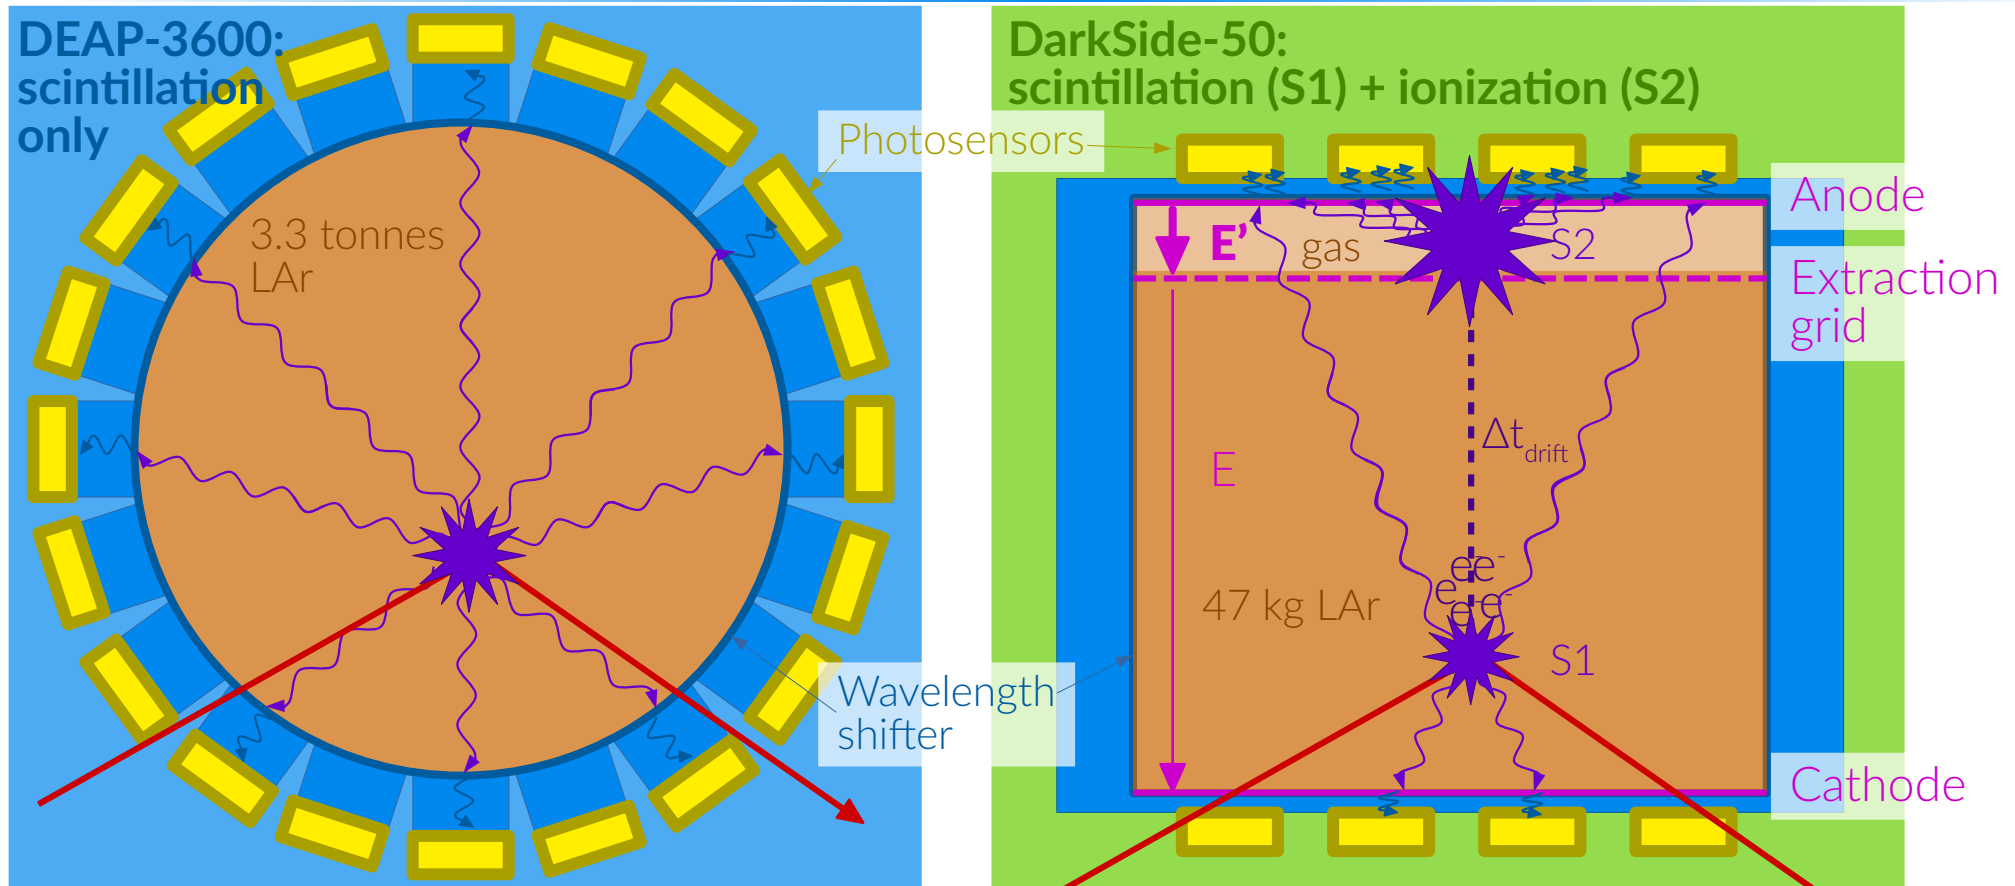 DEAP-3600:
scintillation
only
3.3 tonnes
LAr
Photosensors
Wavelength
shifter
DarkSide-50:
scintillation (S1) + ionization (S2)
Anode
E’
gas
S2
Extraction
grid
Δt drift
E
e⁻e⁻
e⁻
e⁻e⁻
47 kg LAr
S1
Cathode